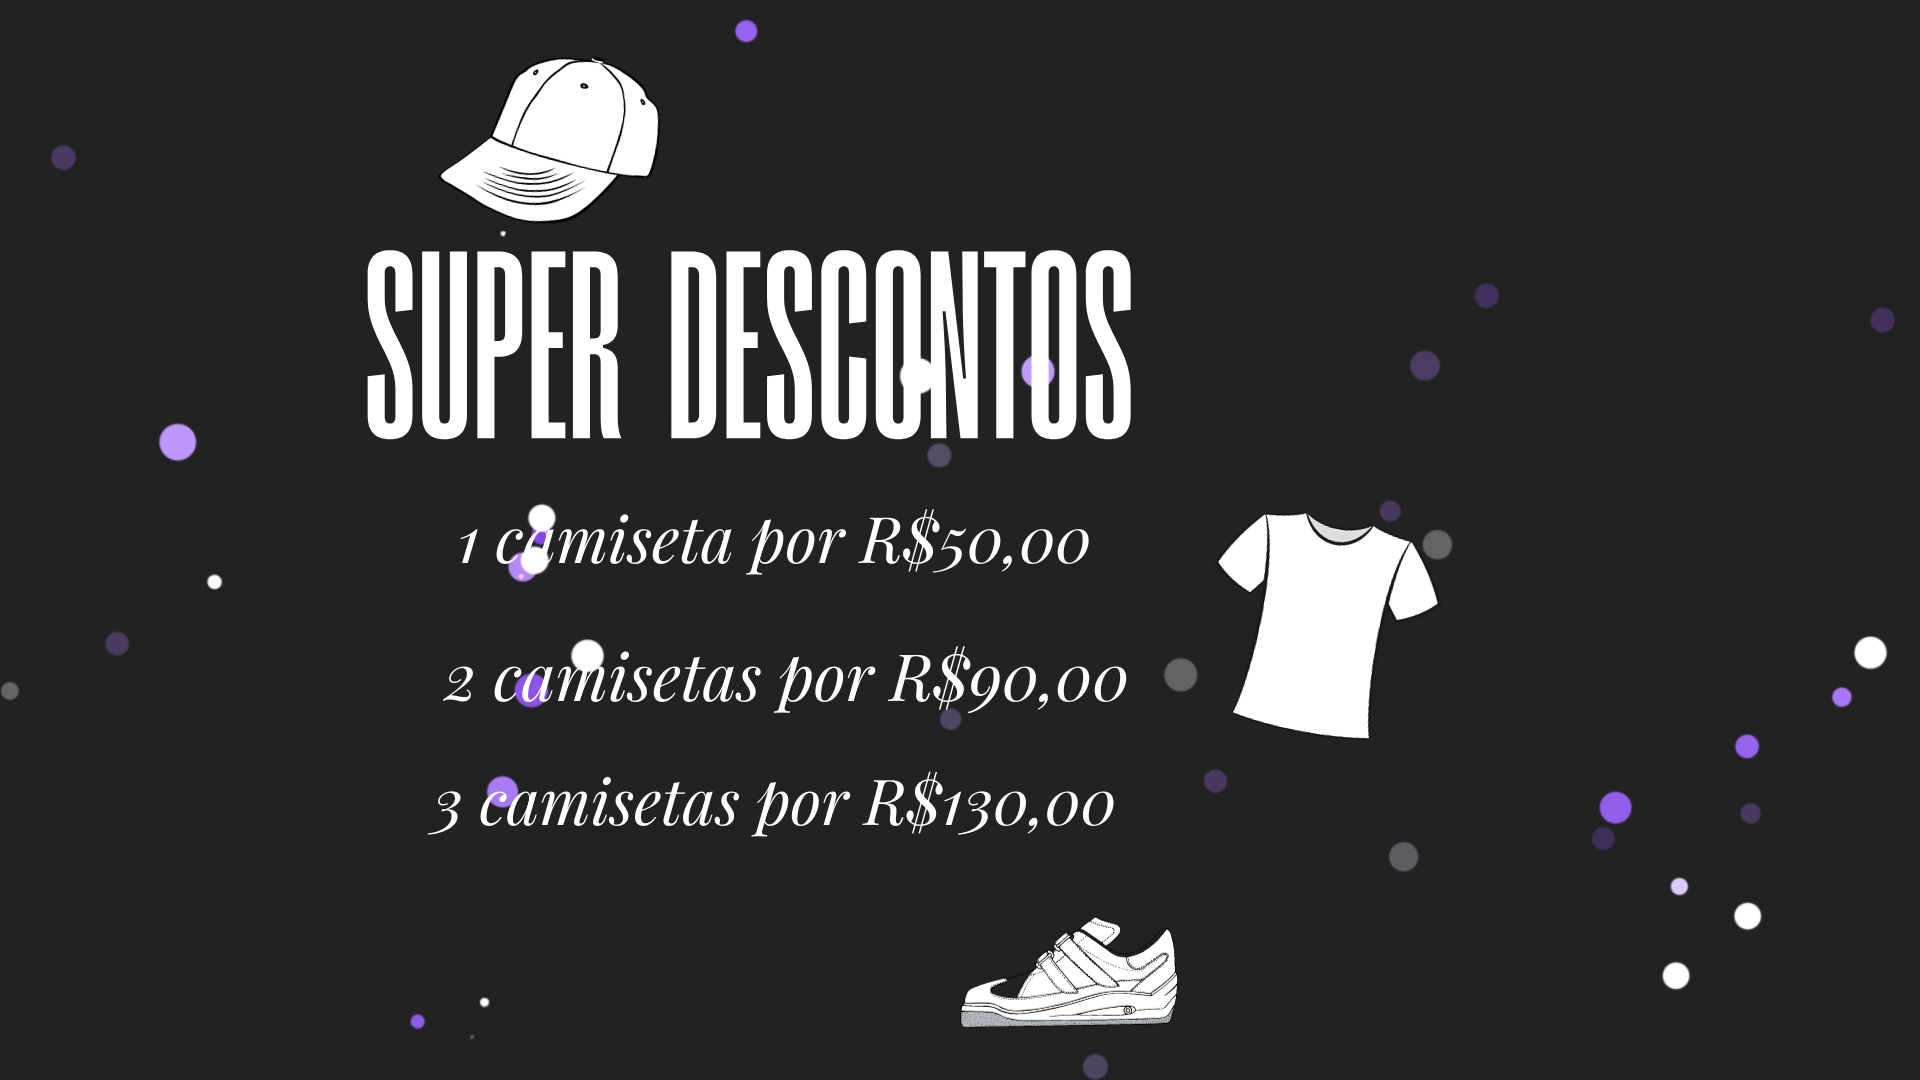 SUPER DESCONTOS
1 camiseta por R$50,00
2 camisetas por R$90,00
3 camisetas por R$130,00